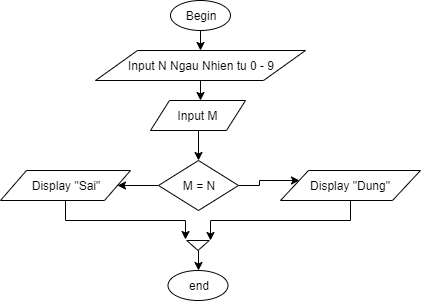 Begin
Input N Ngau Nhien tu 0 - 9
Input M
M = N
Display "Sai"
Display "Dung"
end